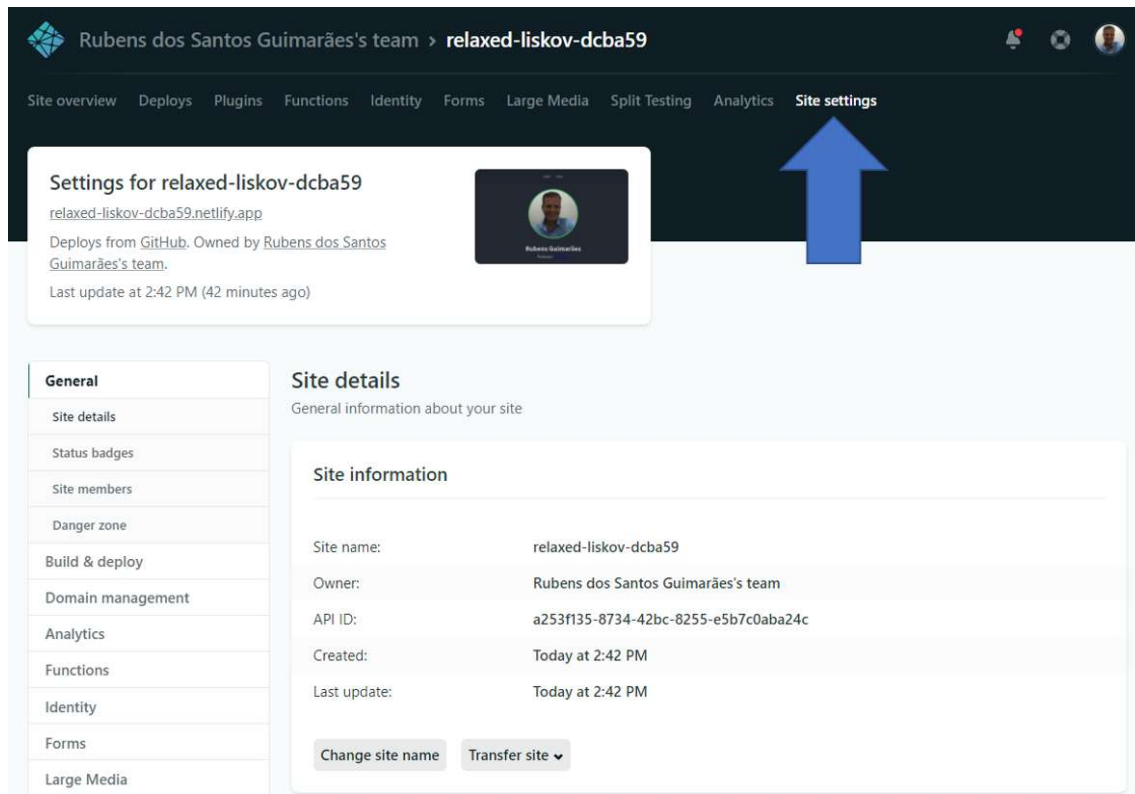 Rubens dos Santos Guimarães's team > relaxed-liskov-dcba59
Site overview Deploys Plugins Functions Identity Forms Large Media Split Testing Analytics Site settings
Settings for relaxed-liskov-dcba59
relaxed-liskov-dcba59.netlify.app
Deploys from GitHub. Owned by Rubens dos Santos
Guimarães's team.
Last update at 2:42 PM (42 minutes ago)
Rubens Guimarães
General
Site details
Status badges
Site members
Danger zone
Build & deploy
Domain management
Analytics
Functions
Identity
Forms
Large Media
Site details
General information about your site
Site information
Site name: relaxed-liskov-dcba59
Owner: Rubens dos Santos Guimarães's team
API ID: a253f135-8734-42bc-8255-e5b7c0aba24c
Created: Today at 2:42 PM
Last update: Today at 2:42 PM
Change site name Transfer site